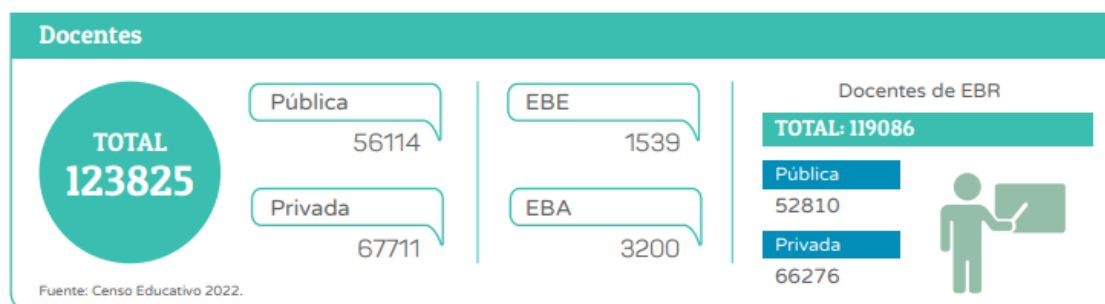 Docentes
TOTAL
123825
Pública
56114
Privada
67711
EBE
1539
EBA
3200
Docentes de EBR
TOTAL: 119086
Pública
52810
Privada
66276
Fuente: Censo Educativo 2022.